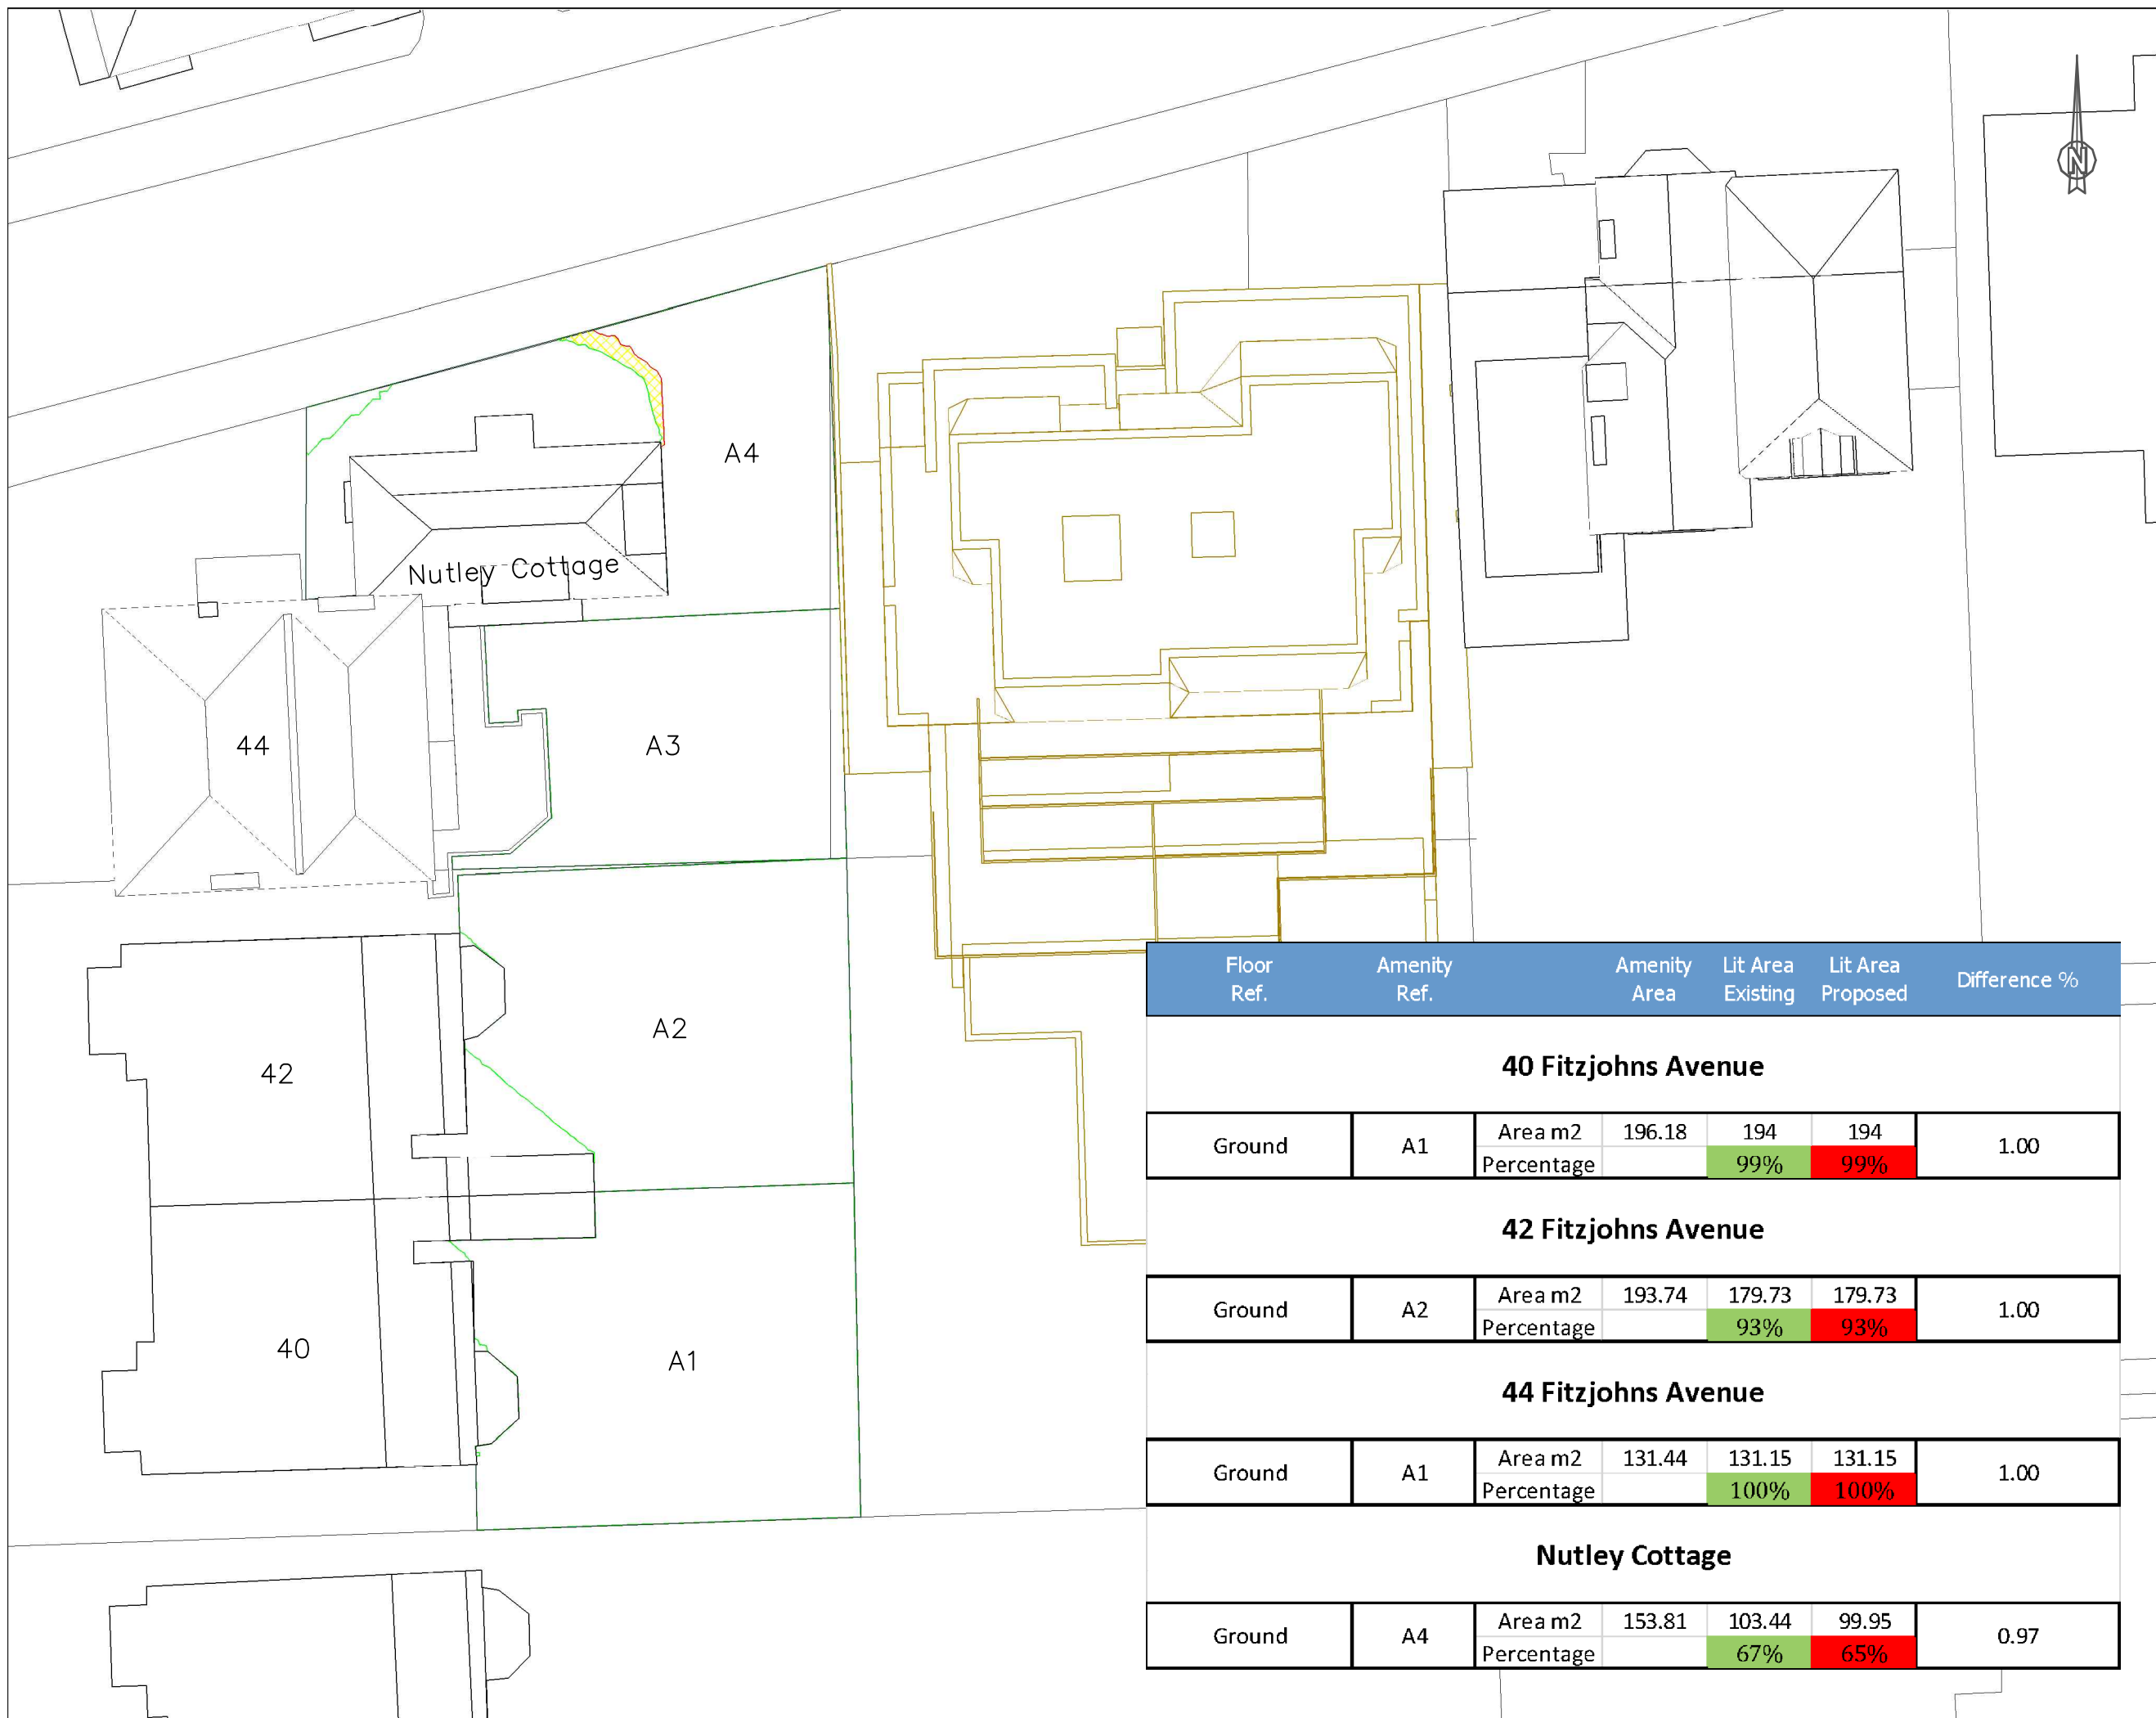 N
A4
Nutley Cottage
44
A3
A2
42
40
A1
Floor Ref. Amenity Ref. Amenity Area Lit Area Existing Lit Area Proposed Difference %
40 Fitzjohns Avenue
Ground A1 Area m2 196.18 194 194 1.00
Percentage 99% 99%
42 Fitzjohns Avenue
Ground A2 Area m2 193.74 179.73 179.73 1.00
Percentage 93% 93%
44 Fitzjohns Avenue
Ground A1 Area m2 131.44 131.15 131.15 1.00
Percentage 100% 100%
Nutley Cottage
Ground A4 Area m2 153.81 103.44 99.95 0.97
Percentage 67% 65%